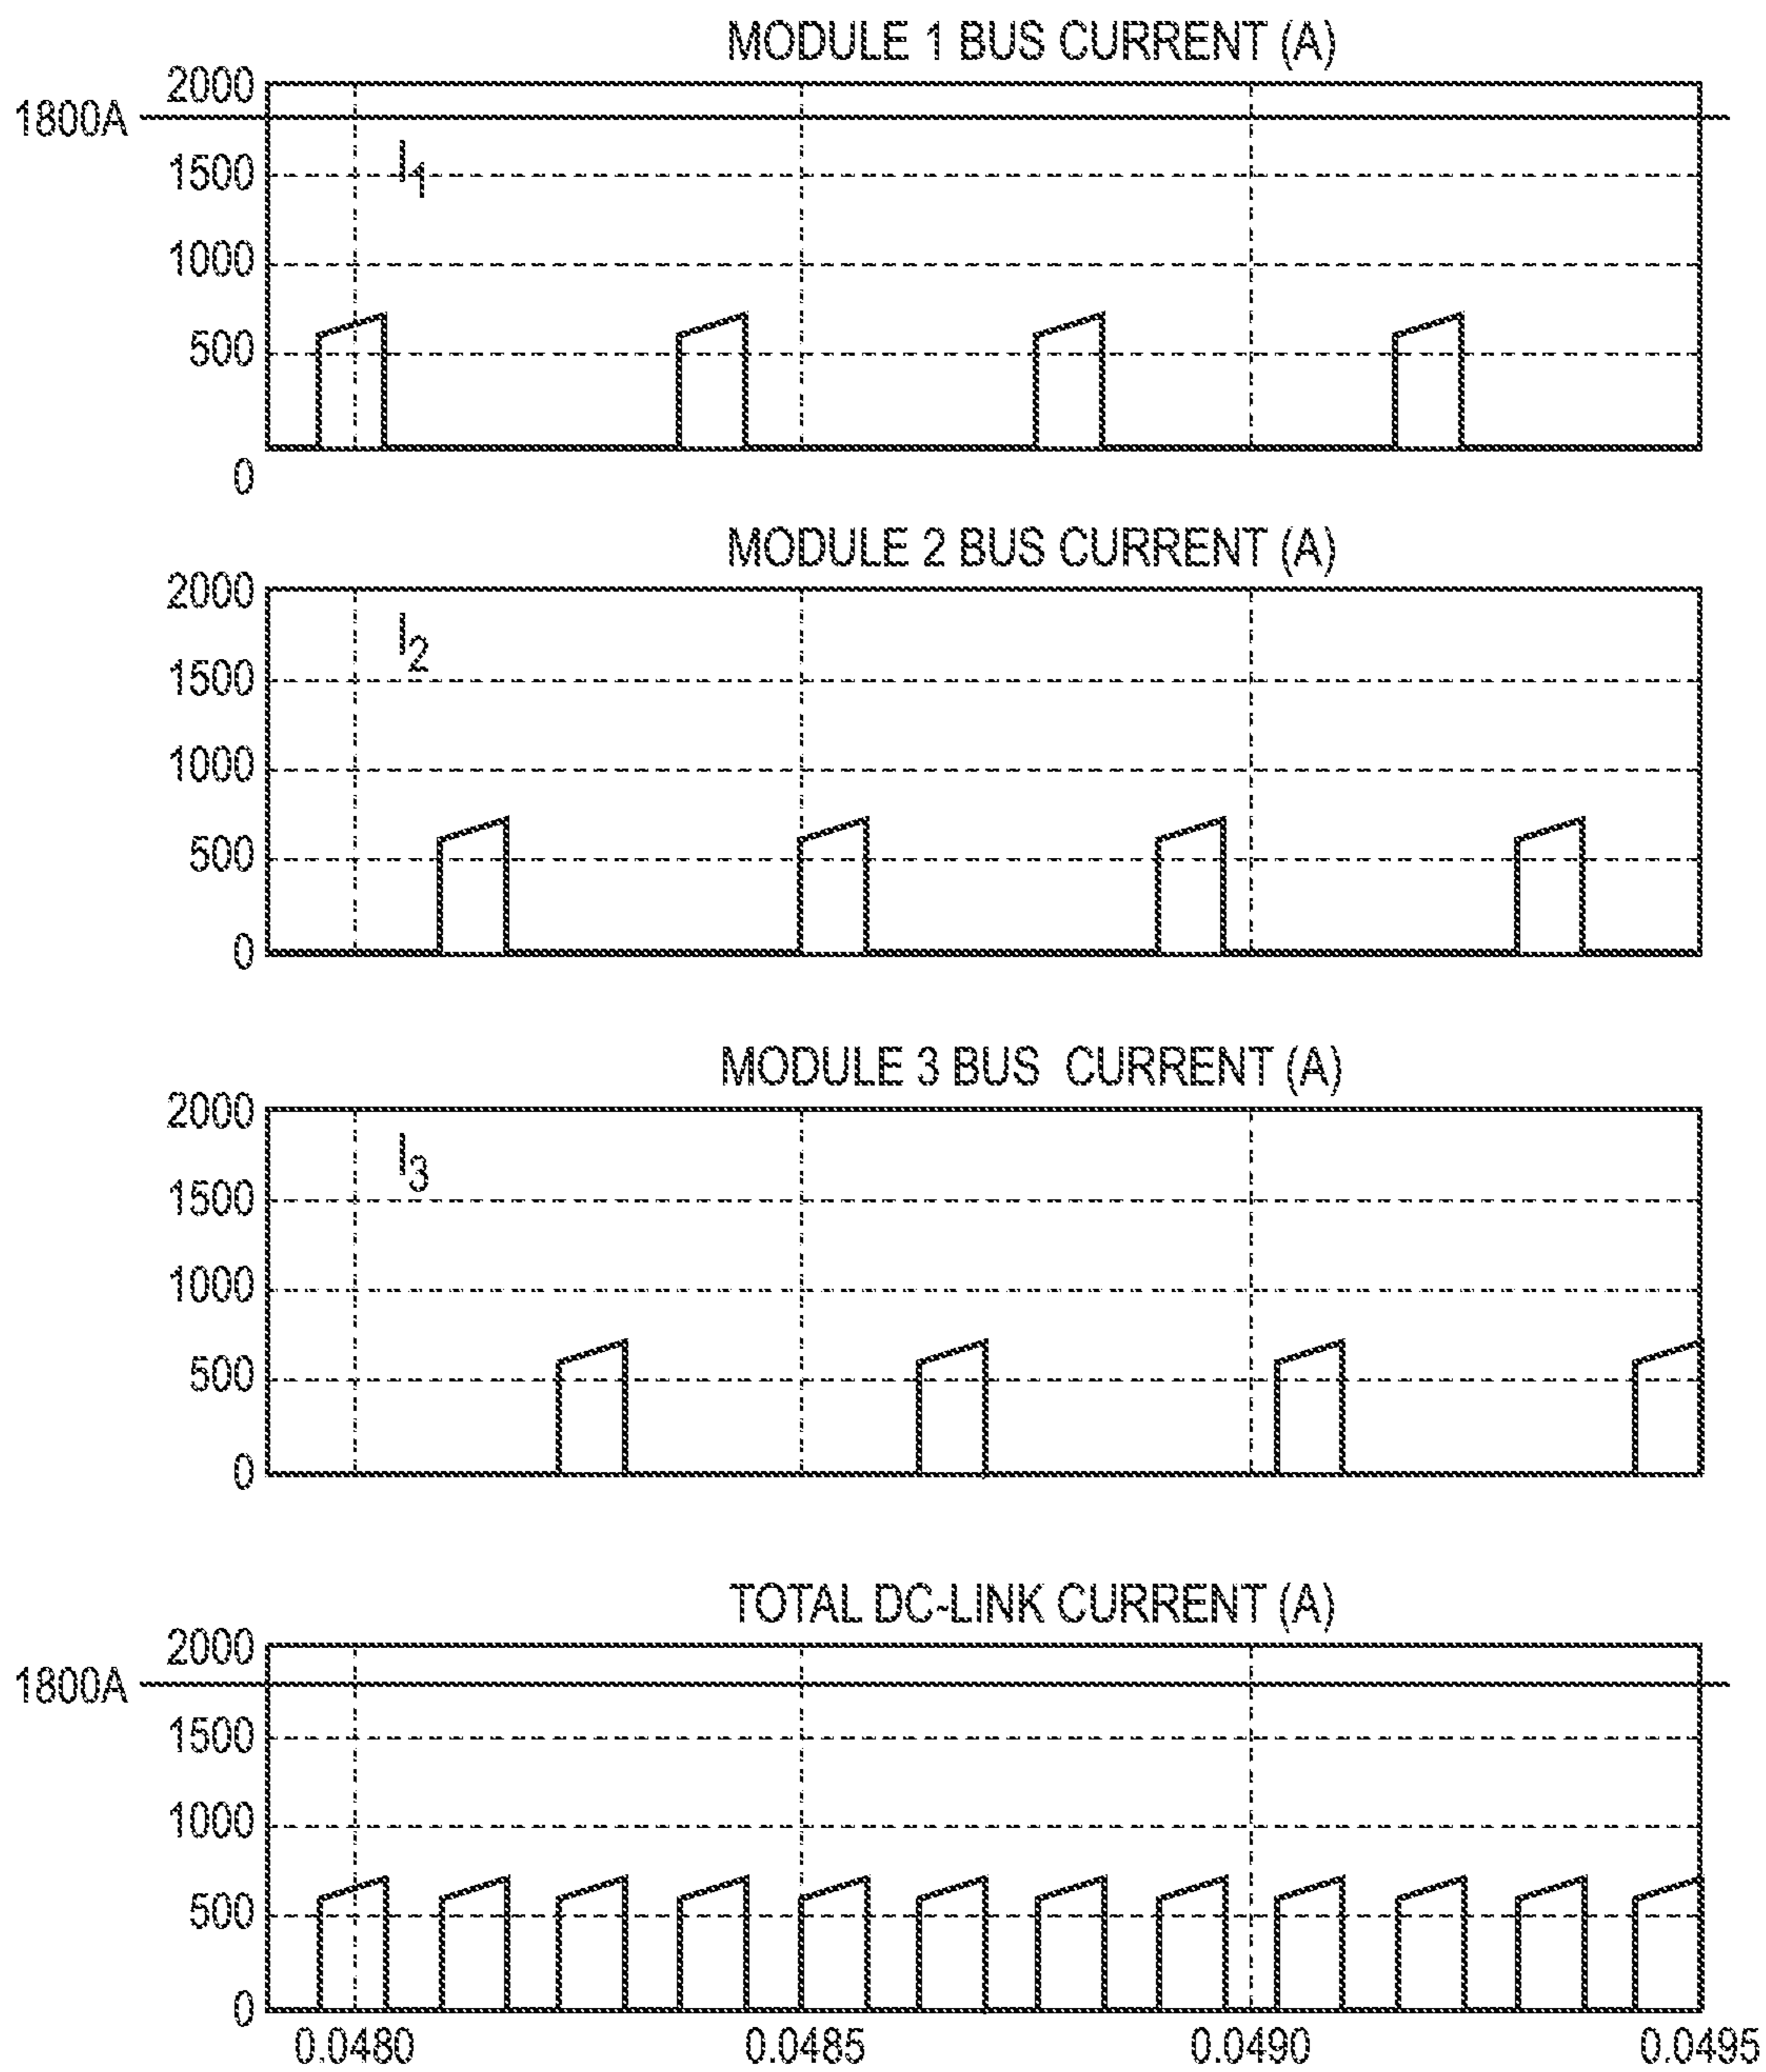 MODULE 1 BUS CURRENT (A)
2000
1800A
I1
1500
1000
500
0
MODULE 2 BUS CURRENT (A)
2000
I2
1500
1000
500
0
MODULE 3 BUS CURRENT (A)
2000
I3
1500
1000
500
0
TOTAL DC-LINK CURRENT (A)
2000
1800A
1500
1000
500
0
0.0480 0.0485 0.0490 0.0495